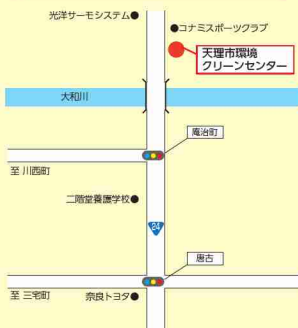 光洋サーモシステム●
●コナミスポーツクラブ
天理市環境
クリーンセンター
大和川
庵治町
至 川西町
二階堂養護学校●
24
唐古
至 三宅町
奈良トヨタ●